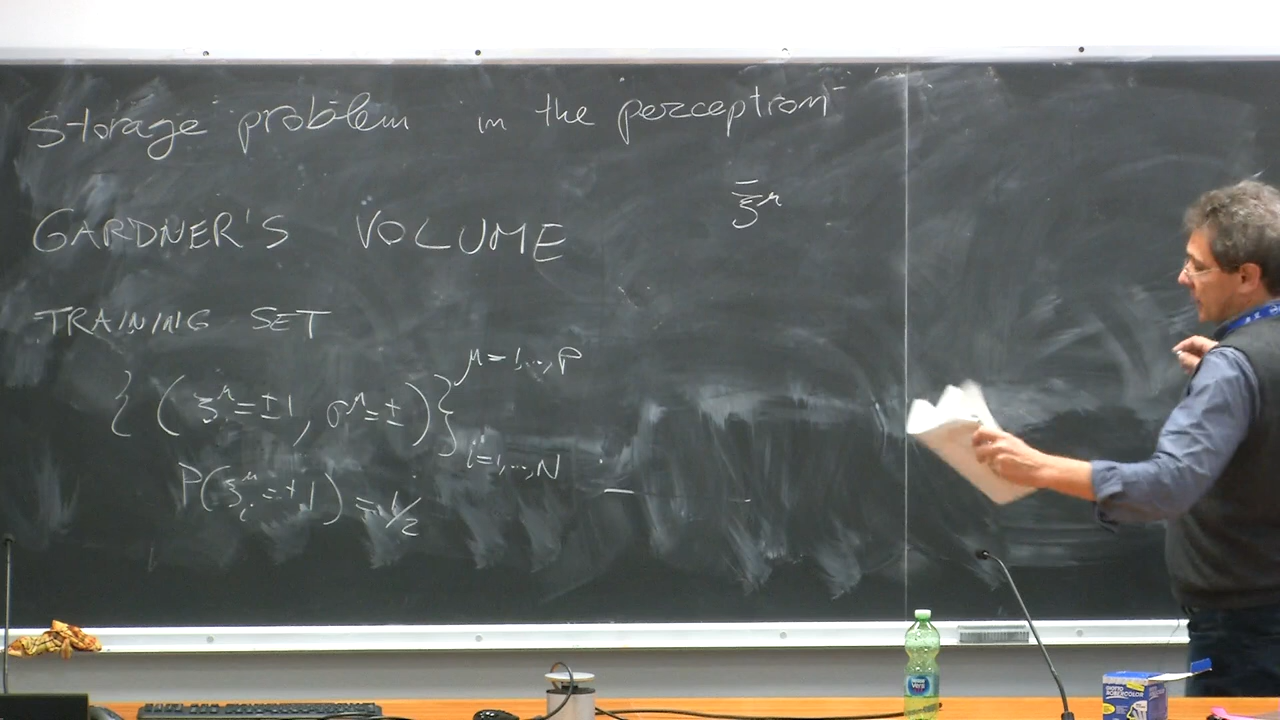 Storage problem in the perceptron
ξ̅^μ
GARDNER'S VOLUME
TRAINING SET
{ ( ξ^μ = ±1, σ^μ = ± ) }^{μ=1,...,P}_{i=1,...,N}
P(ξ_i^μ = ±1) = 1/2